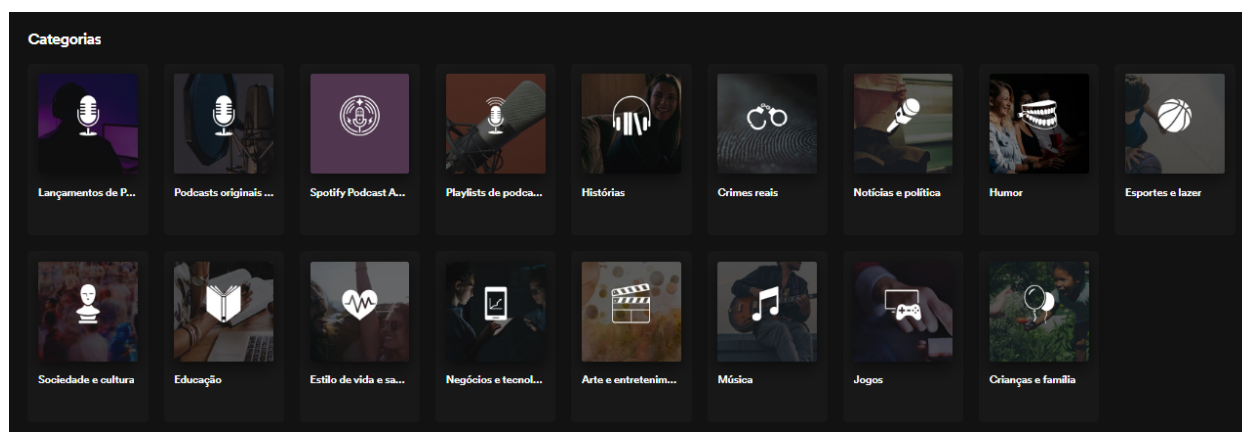 Categorias
Lançamentos de P...
Podcasts originais ...
Spotify Podcast A...
Playlists de podca...
Histórias
Crimes reais
Notícias e política
Humor
Esportes e lazer
Sociedade e cultura
Educação
Estilo de vida e sa...
Negócios e tecnol...
Arte e entretenim...
Música
Jogos
Crianças e família